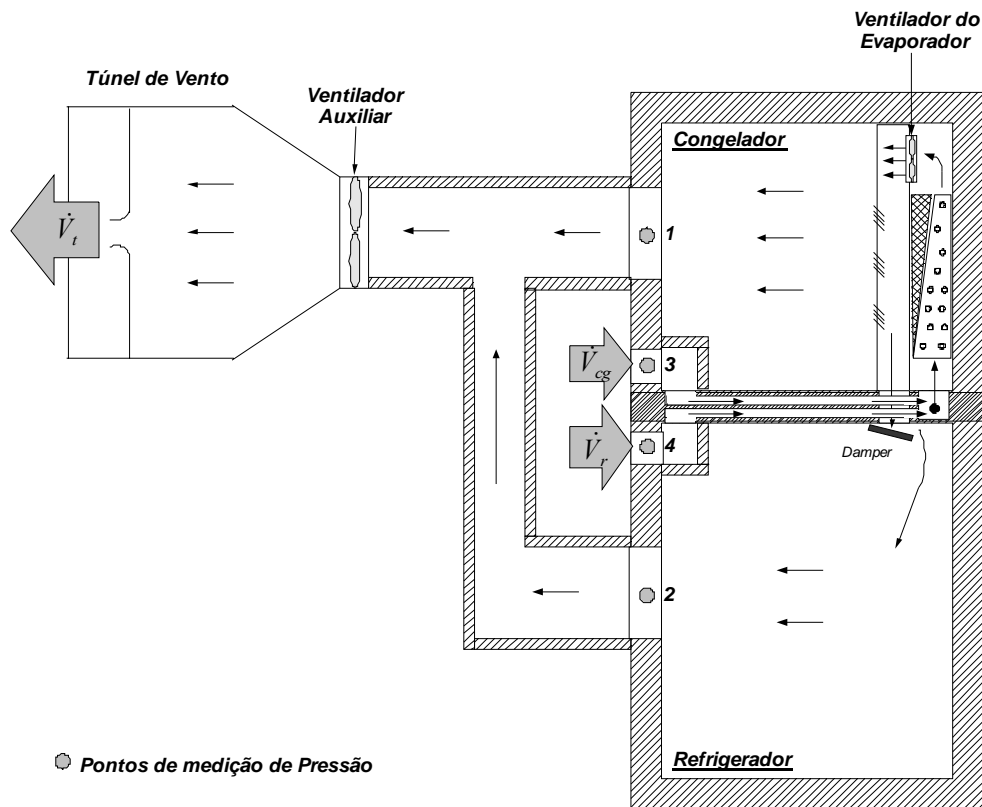 Ventilador do
Evaporador
Túnel de Vento
Ventilador
Auxiliar
Congelador
V̇t
1
V̇cg
3
V̇r
4
Damper
2
Refrigerador
Pontos de medição de Pressão